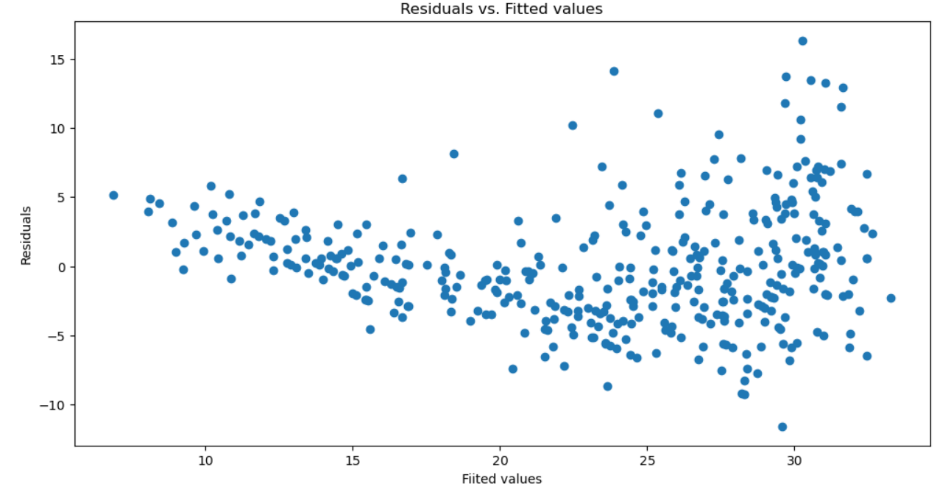 Residuals vs. Fitted values
15
10
5
0
−5
−10
Residuals
10 15 20 25 30
Fiited values